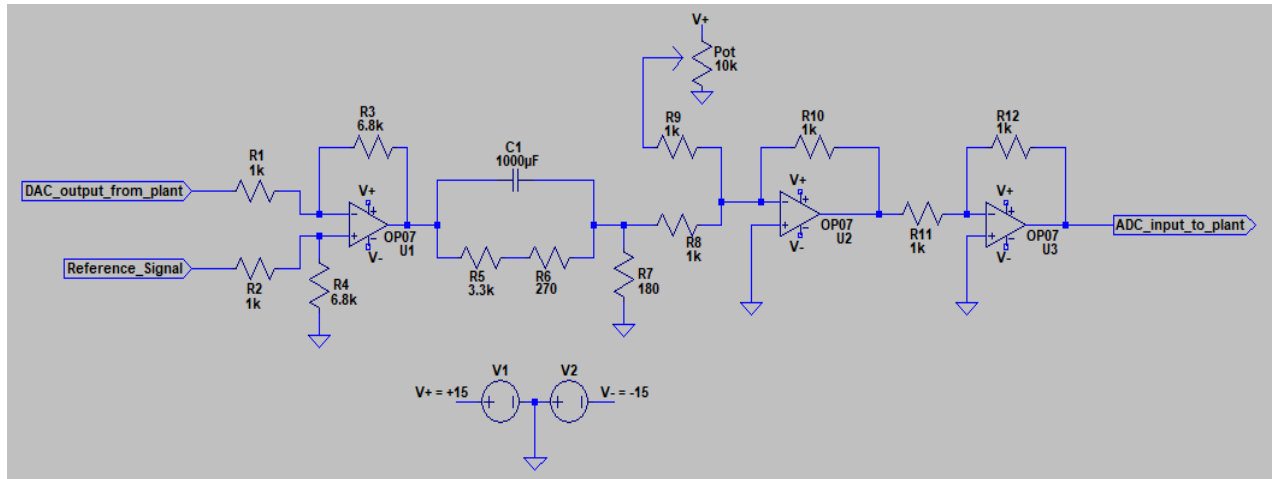 V+
Pot
10k
R3
6.8k
R9
1k
R10
1k
R12
1k
C1
1000µF
R1
1k
DAC_output_from_plant
V+
+
−
+
−
V-
OP07
U1
V+
+
−
+
−
V-
OP07
U2
V+
+
−
+
−
V-
OP07
U3
ADC_input_to_plant
R11
1k
R8
1k
Reference_Signal
R2
1k
R4
6.8k
R5
3.3k
R6
270
R7
180
V1
V2
V+ = +15
+
−
+
−
V- = -15